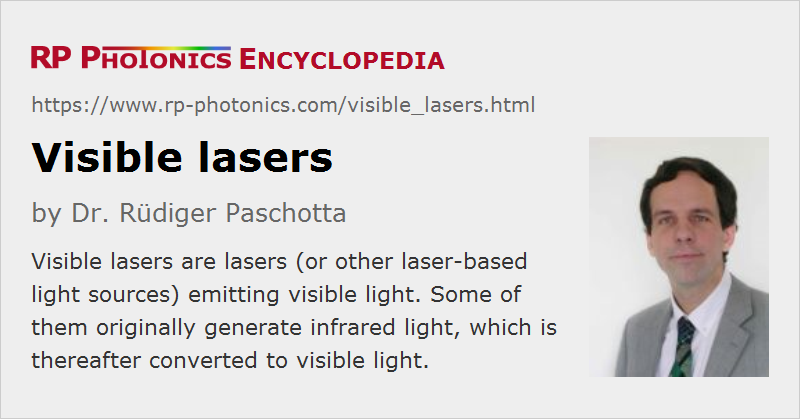 RP PHOTONICS ENCYCLOPEDIA
https://www.rp-photonics.com/visible_lasers.html
Visible lasers
by Dr. Rüdiger Paschotta
Visible lasers are lasers (or other laser-based
light sources) emitting visible light. Some of
them originally generate infrared light, which is
thereafter converted to visible light.